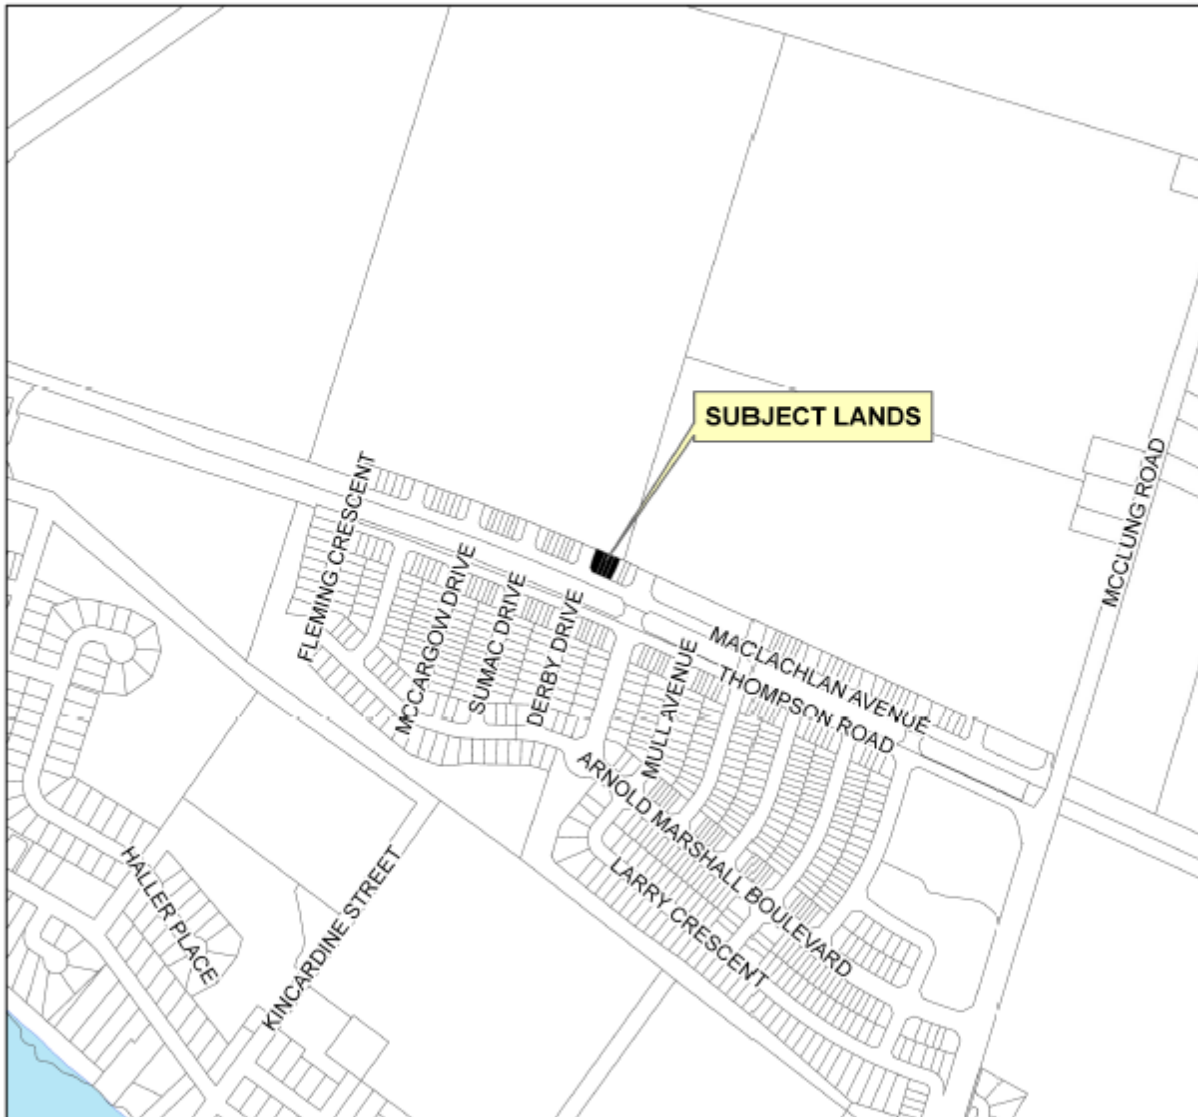 SUBJECT LANDS
MCCLUNG ROAD
FLEMING CRESCENT
MCCARGOW DRIVE
SUMAC DRIVE
DERBY DRIVE
MULL AVENUE
MACLACHLAN AVENUE
THOMPSON ROAD
ARNOLD MARSHALL BOULEVARD
LARRY CRESCENT
HALLER PLACE
KINCARDINE STREET